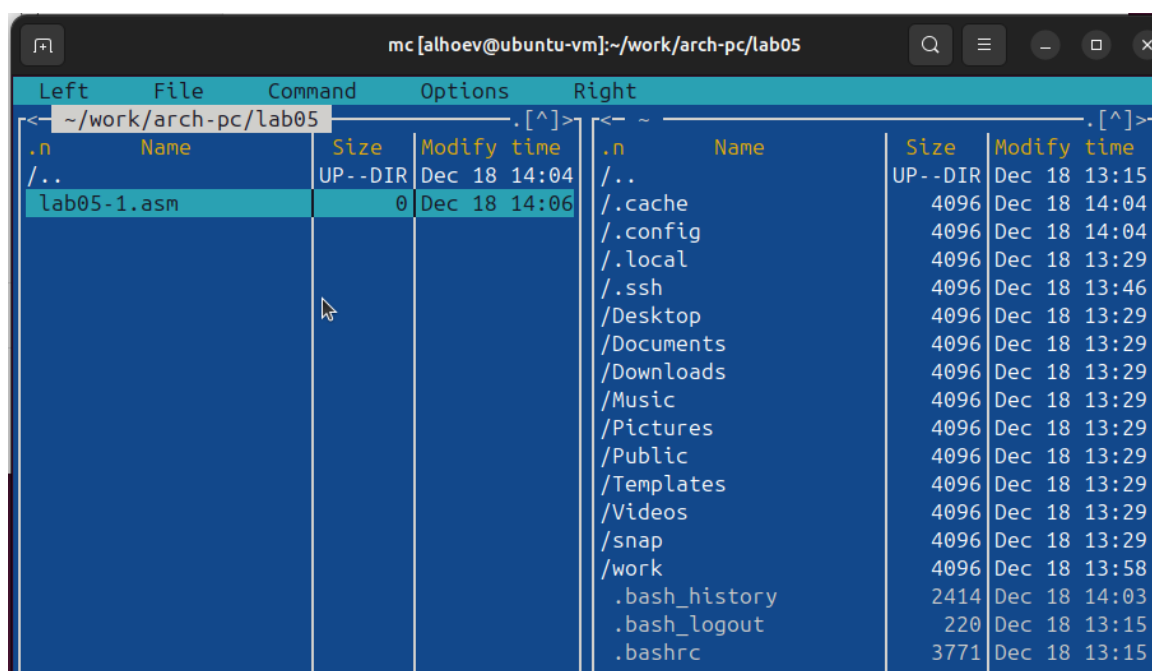 mc [alhoev@ubuntu-vm]:~/work/arch-pc/lab05
Left File Command Options Right
<- ~/work/arch-pc/lab05 .[^]> <- ~ .[^]>
.n Name Size Modify time .n Name Size Modify time
/.. UP--DIR Dec 18 14:04 /.. UP--DIR Dec 18 13:15
lab05-1.asm 0 Dec 18 14:06 /.cache 4096 Dec 18 14:04
/.config 4096 Dec 18 14:04
/.local 4096 Dec 18 13:29
/.ssh 4096 Dec 18 13:46
/Desktop 4096 Dec 18 13:29
/Documents 4096 Dec 18 13:29
/Downloads 4096 Dec 18 13:29
/Music 4096 Dec 18 13:29
/Pictures 4096 Dec 18 13:29
/Public 4096 Dec 18 13:29
/Templates 4096 Dec 18 13:29
/Videos 4096 Dec 18 13:29
/snap 4096 Dec 18 13:29
/work 4096 Dec 18 13:58
.bash_history 2414 Dec 18 14:03
.bash_logout 220 Dec 18 13:15
.bashrc 3771 Dec 18 13:15